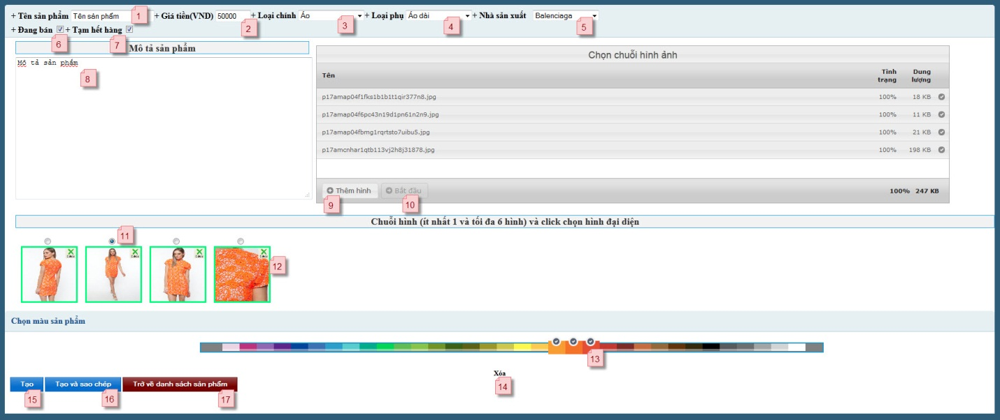 + Tên sản phẩm Tên sản phẩm 1 + Giá tiền(VND) 50000 2 + Loại chính Áo 3 + Loại phụ Áo dài 4 + Nhà sản xuất Balenciaga 5
+ Đang bán 6 + Tạm hết hàng 7
Mô tả sản phẩm
Mô tả sản phẩm
8
Chọn chuỗi hình ảnh
Tên Tình trạng Dung lượng
p17amap04f1fks1b1b1t1qir377n8.jpg 100% 18 KB
p17amap04f6pc43n19d1pn61n2n9.jpg 100% 11 KB
p17amap04fbmg1rqrtsto7uibu5.jpg 100% 21 KB
p17amcnhar1qtb113vj2h8j31878.jpg 100% 198 KB
Thêm hình Bắt đầu 100% 247 KB
9 10
Chuỗi hình (ít nhất 1 và tối đa 6 hình) và click chọn hình đại diện
11
12
Chọn màu sản phẩm
13
Xóa
14
Tạo Tạo và sao chép Trở về danh sách sản phẩm
15 16 17